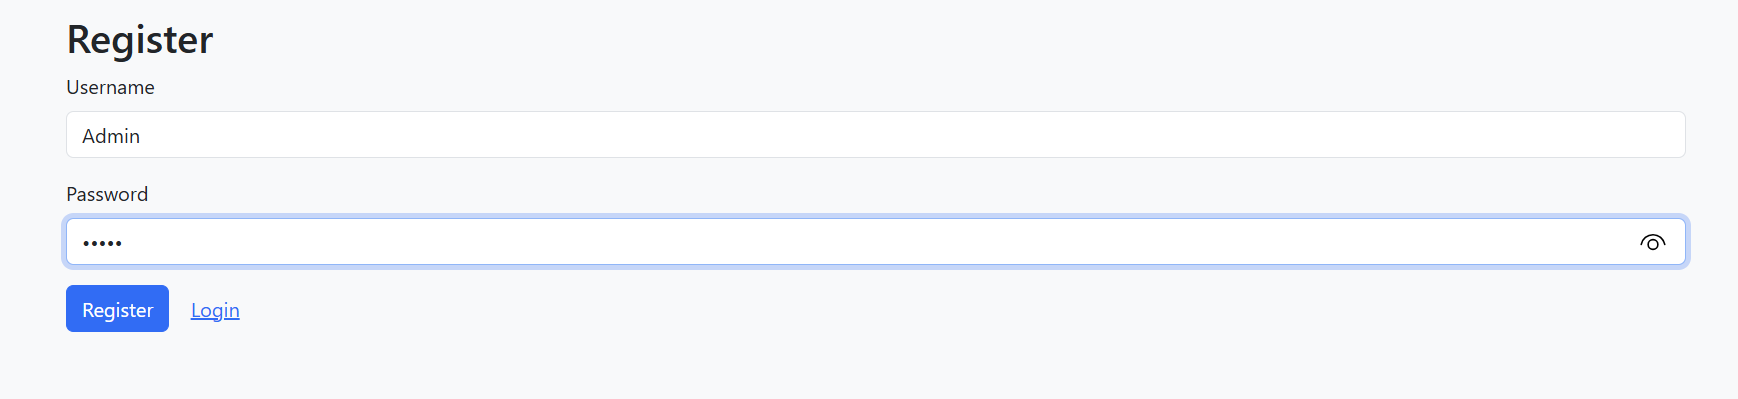 Register
Username
Admin
Password
•••••
Register Login